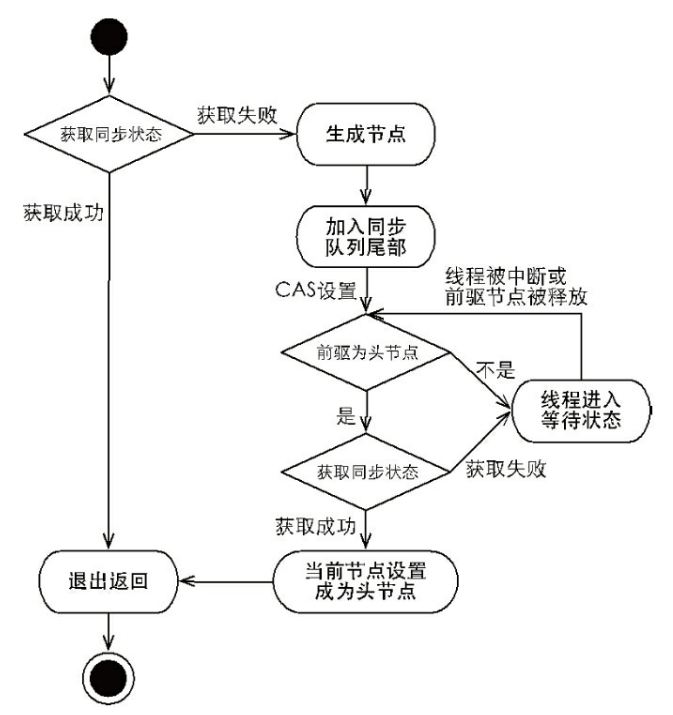 获取同步状态
获取失败
生成节点
获取成功
加入同步
队列尾部
CAS设置
线程被中断或
前驱节点被释放
前驱为头节点
不是
线程进入
等待状态
是
获取同步状态
获取失败
获取成功
退出返回
当前节点设置
成为头节点